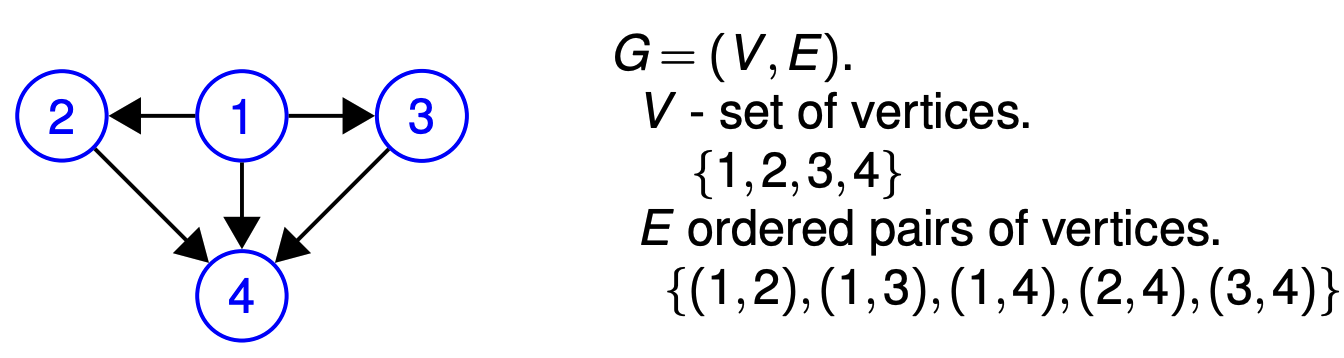 2 1 3
4
G = (V, E).
V - set of vertices.
{1, 2, 3, 4}
E ordered pairs of vertices.
{(1, 2), (1, 3), (1, 4), (2, 4), (3, 4)}